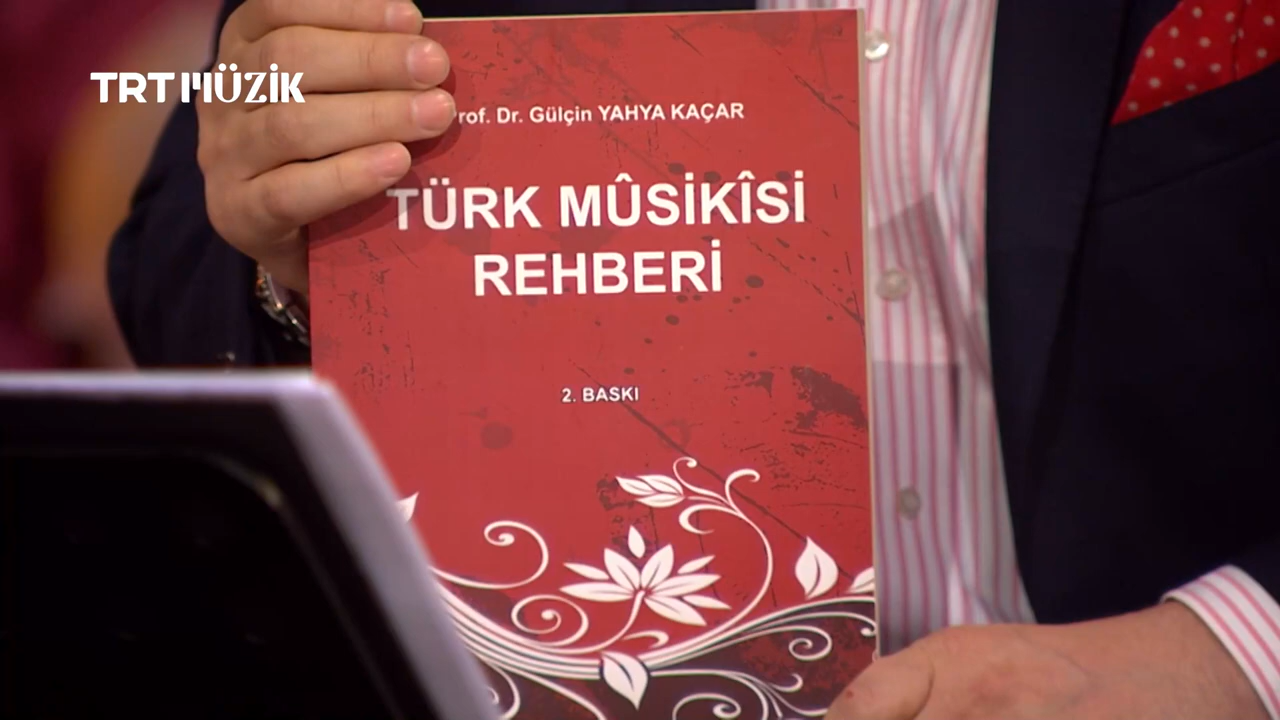 TRT MÜZİK
Prof. Dr. Gülçin YAHYA KAÇAR
TÜRK MÛSİKÎSİ
REHBERİ
2. BASKI